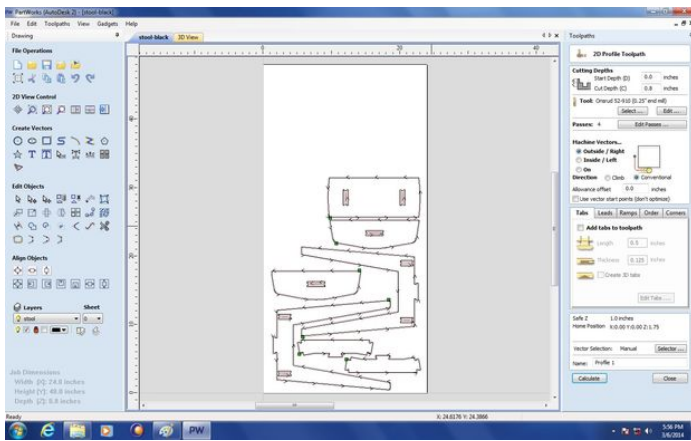 PartWorks (AutoDesk 2) - [stool-black]
File Edit Toolpaths View Gadgets Help
Drawing
stool-black 3D View
Toolpaths
File Operations
2D View Control
Create Vectors
Edit Objects
Align Objects
Layers Sheet
stool 0
Job Dimensions
Width [X]: 24.0 inches
Height [Y]: 48.0 inches
0 20 40
2D Profile Toolpath
Cutting Depths
Start Depth (D) 0.0 inches
Cut Depth (C) 0.8 inches
Tool: Onsrud 52-910 (0.25" end mill)
Select ... Edit ...
Passes: 4 Edit Passes ...
Machine Vectors...
Outside / Right
Inside / Left
On
Direction Climb Conventional
Allowance offset 0.0 inches
Use vector start points (don't optimize)
Tabs Leads Ramps Order Corners
Add tabs to toolpath
Length 0.5 inches
Thickness 0.125 inches
Create 3D tabs
Edit Tabs ...
Safe Z 1.0 inches
Home Position X:0.00 Y:0.00 Z:1.75
Vector Selection: Manual Selector ...
Name: Profile 1
Calculate Close
Ready
X: 24.6176 Y: 24.3866
PW
5:56 PM
3/6/2014